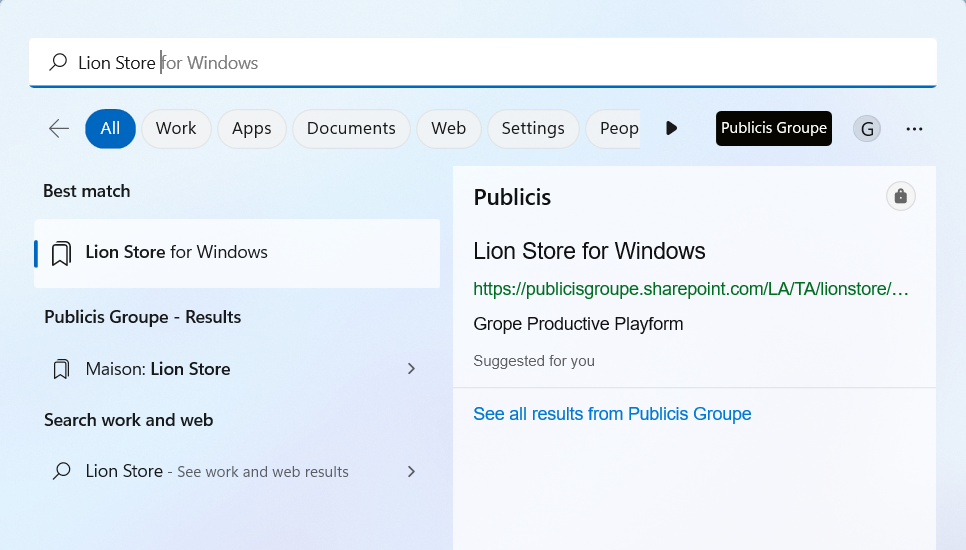 Lion Store for Windows
All Work Apps Documents Web Settings Peop Publicis Groupe G ...
Best match
Lion Store for Windows
Publicis Groupe - Results
Maison: Lion Store
Search work and web
Lion Store - See work and web results
Publicis
Lion Store for Windows
https://publicisgroupe.sharepoint.com/LA/TA/lionstore/...
Grope Productive Playform
Suggested for you
See all results from Publicis Groupe